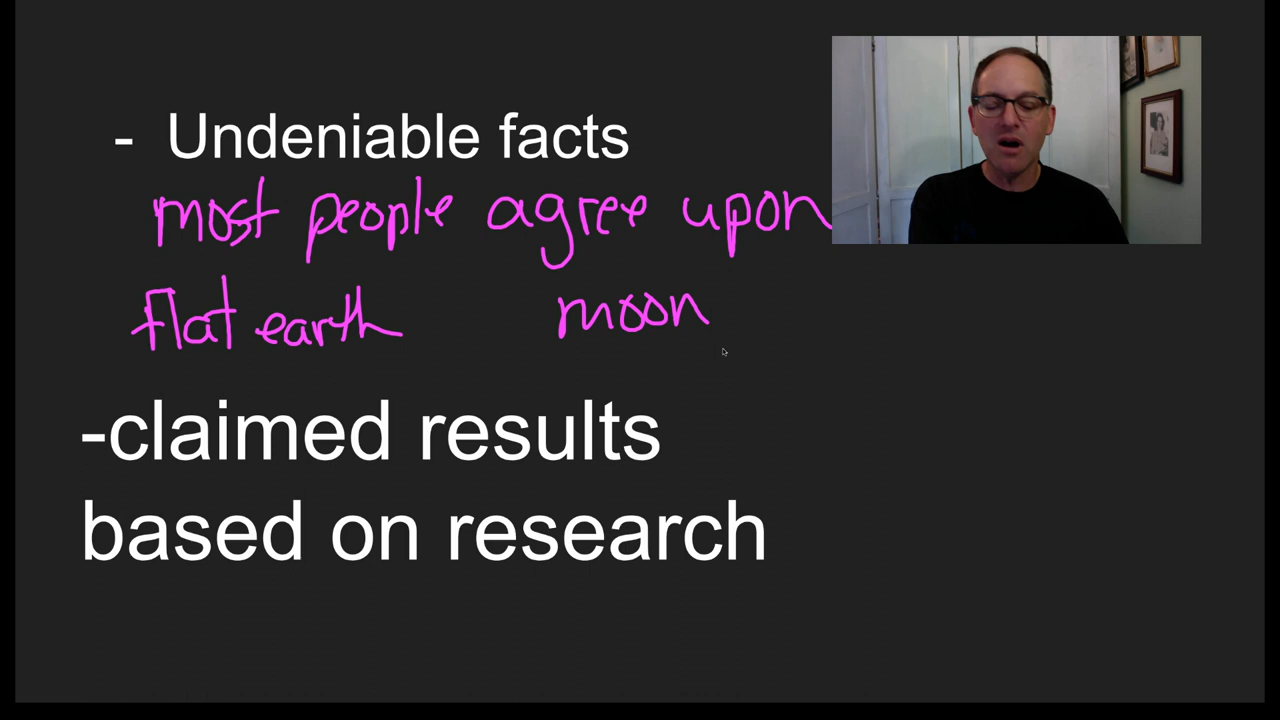 - Undeniable facts
most people agree upon
flat earth moon
-claimed results
based on research